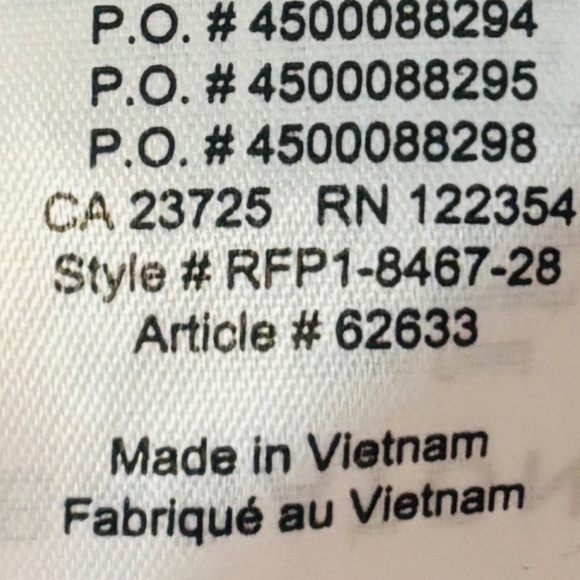 P.O. # 4500088294
P.O. # 4500088295
P.O. # 4500088298
CA 23725 RN 122354
Style # RFP1-8467-28
Article # 62633
Made in Vietnam
Fabriqué au Vietnam